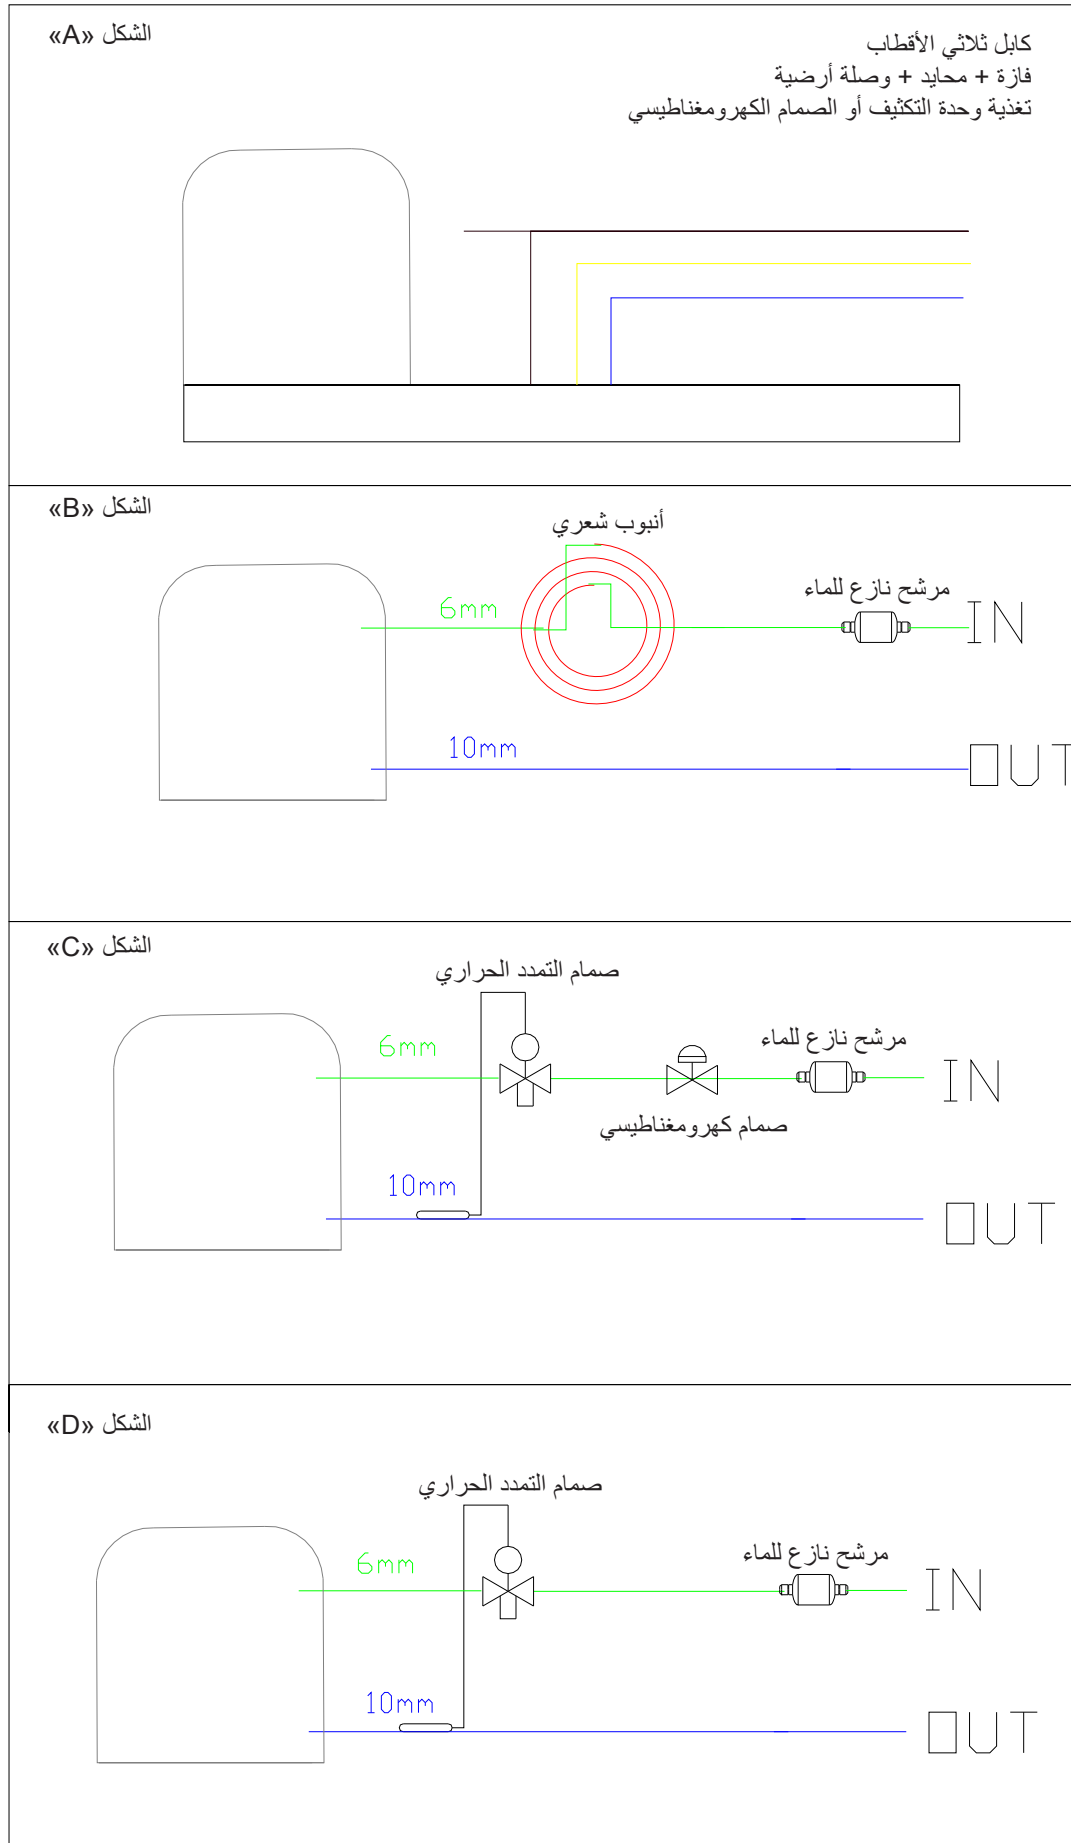 الشكل «A»
كابل ثلاثي الأقطاب
فازة + محايد + وصلة أرضية
تغذية وحدة التكثيف أو الصمام الكهرومغناطيسي
الشكل «B»
أنبوب شعري
مرشح نازع للماء
6mm
IN
10mm
OUT
الشكل «C»
صمام التمدد الحراري
مرشح نازع للماء
6mm
IN
صمام كهرومغناطيسي
10mm
OUT
الشكل «D»
صمام التمدد الحراري
مرشح نازع للماء
6mm
IN
10mm
OUT